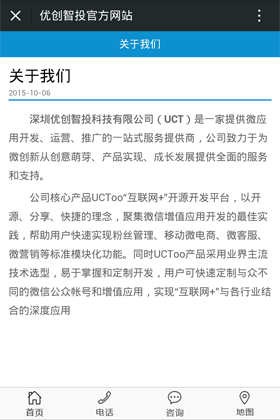 优创智投官方网站
关于我们
关于我们
2015-10-06
深圳优创智投科技有限公司（UCT）是一家提供微应
用开发、运营、推广的一站式服务提供商，公司致力于为
微创新从创意萌芽、产品实现、成长发展提供全面的服务
和支持。
公司核心产品UCToo“互联网+”开源开发平台，以开
源、分享、快捷的理念，聚集微信增值应用开发的最佳实
践，帮助用户快速实现粉丝管理、移动微电商、微客服、
微营销等标准模块化功能。同时UCToo产品采用业界主流
技术选型，易于掌握和定制开发，用户可快速定制与众不
同的微信公众帐号和增值应用，实现“互联网+”与各行业结
合的深度应用
首页 电话 咨询 地图